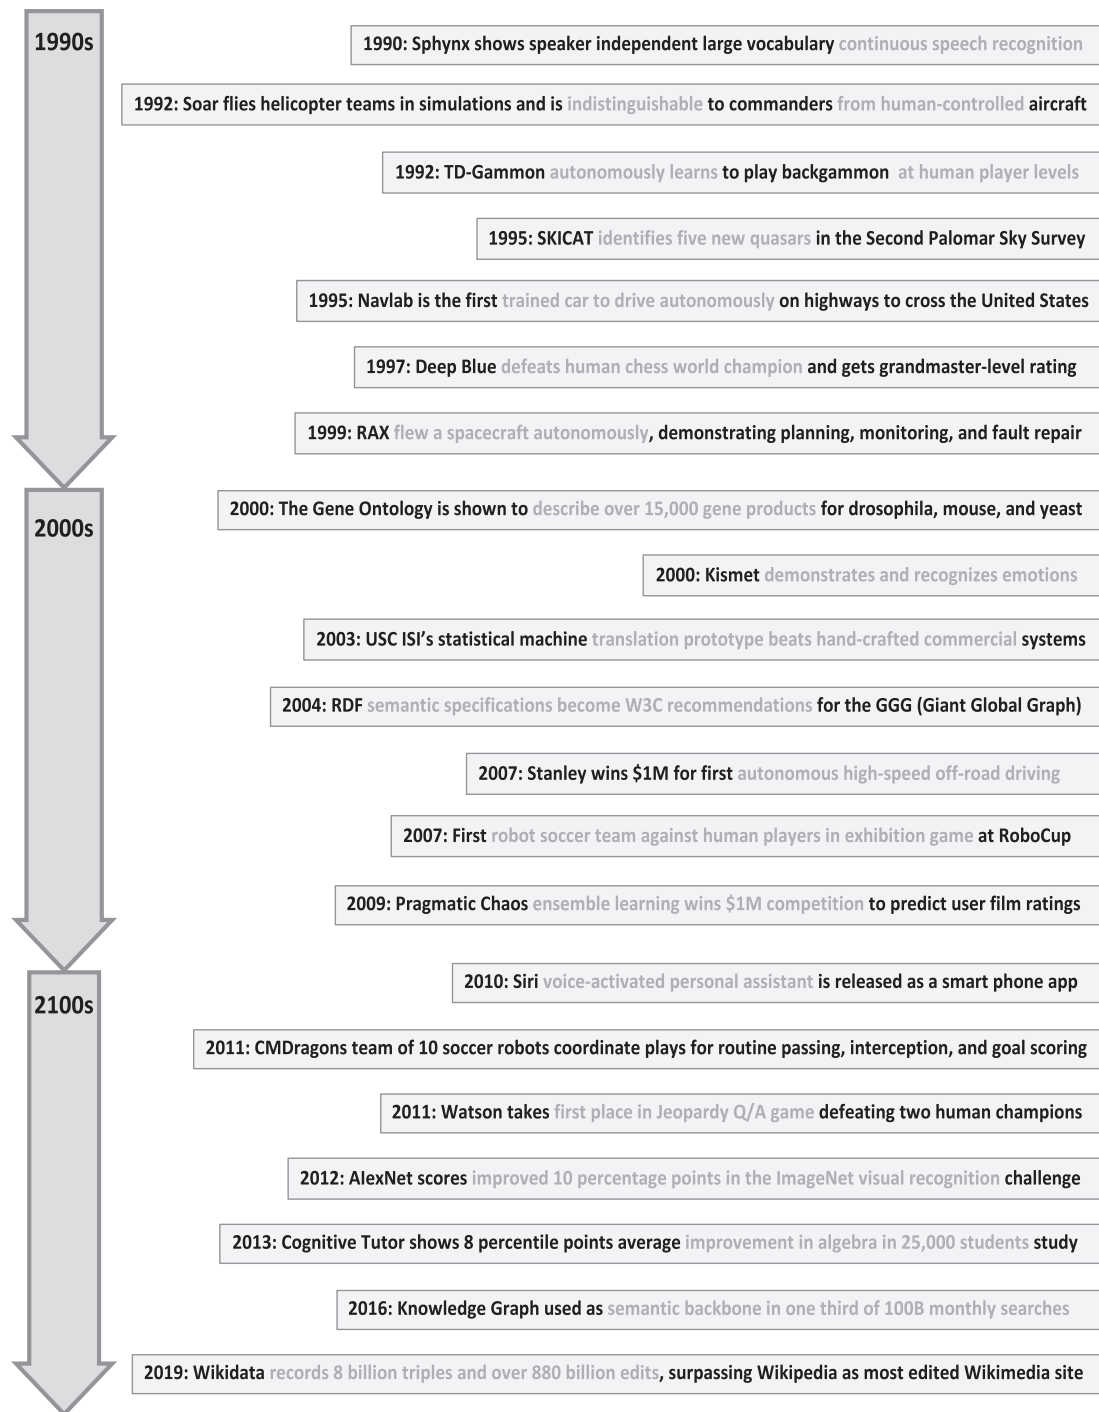 1990s
1990: Sphynx shows speaker independent large vocabulary continuous speech recognition
1992: Soar flies helicopter teams in simulations and is indistinguishable to commanders from human-controlled aircraft
1992: TD-Gammon autonomously learns to play backgammon at human player levels
1995: SKICAT identifies five new quasars in the Second Palomar Sky Survey
1995: Navlab is the first trained car to drive autonomously on highways to cross the United States
1997: Deep Blue defeats human chess world champion and gets grandmaster-level rating
1999: RAX flew a spacecraft autonomously, demonstrating planning, monitoring, and fault repair
2000s
2000: The Gene Ontology is shown to describe over 15,000 gene products for drosophila, mouse, and yeast
2000: Kismet demonstrates and recognizes emotions
2003: USC ISI’s statistical machine translation prototype beats hand-crafted commercial systems
2004: RDF semantic specifications become W3C recommendations for the GGG (Giant Global Graph)
2007: Stanley wins $1M for first autonomous high-speed off-road driving
2007: First robot soccer team against human players in exhibition game at RoboCup
2009: Pragmatic Chaos ensemble learning wins $1M competition to predict user film ratings
2100s
2010: Siri voice-activated personal assistant is released as a smart phone app
2011: CMDragons team of 10 soccer robots coordinate plays for routine passing, interception, and goal scoring
2011: Watson takes first place in Jeopardy Q/A game defeating two human champions
2012: AlexNet scores improved 10 percentage points in the ImageNet visual recognition challenge
2013: Cognitive Tutor shows 8 percentile points average improvement in algebra in 25,000 students study
2016: Knowledge Graph used as semantic backbone in one third of 100B monthly searches
2019: Wikidata records 8 billion triples and over 880 billion edits, surpassing Wikipedia as most edited Wikimedia site